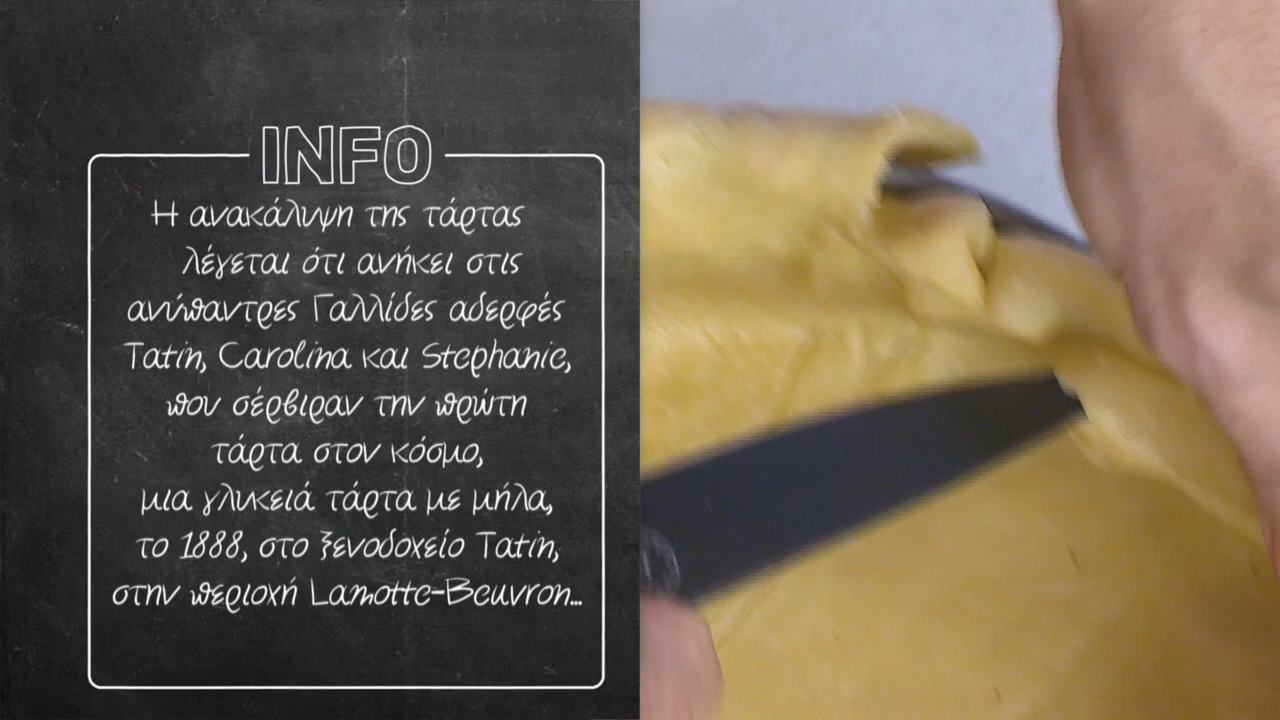 INFO
Η ανακάλυψη της τάρτας
λέγεται ότι ανήκει στις
ανύπαντρες Γαλλίδες αδερφές
Tatin, Carolina και Stephanie,
που σέρβιραν την πρώτη
τάρτα στον κόσμο,
μια γλυκειά τάρτα με μήλα,
το 1888, στο ξενοδοχείο Tatin,
στην περιοχή Lamotte-Beuvron...